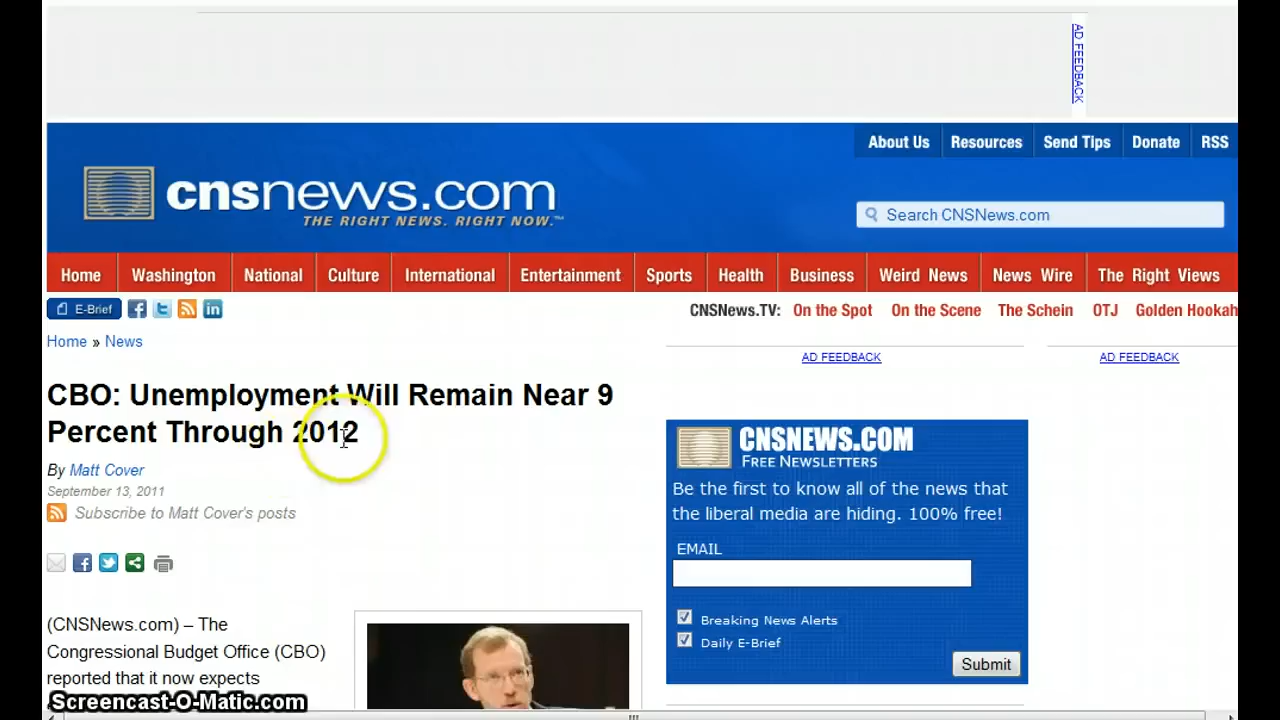 AD FEEDBACK
About Us Resources Send Tips Donate RSS
cnsnews.com
THE RIGHT NEWS. RIGHT NOW.™
Search CNSNews.com
Home Washington National Culture International Entertainment Sports Health Business Weird News News Wire The Right Views
E-Brief
CNSNews.TV: On the Spot On the Scene The Schein OTJ Golden Hookah
Home » News
AD FEEDBACK
AD FEEDBACK
CBO: Unemployment Will Remain Near 9
Percent Through 2012
By Matt Cover
September 13, 2011
Subscribe to Matt Cover's posts
(CNSNews.com) – The
Congressional Budget Office (CBO)
reported that it now expects
CNSNEWS.COM
FREE NEWSLETTERS
Be the first to know all of the news that
the liberal media are hiding. 100% free!
EMAIL
Breaking News Alerts
Daily E-Brief
Submit
Screencast-O-Matic.com